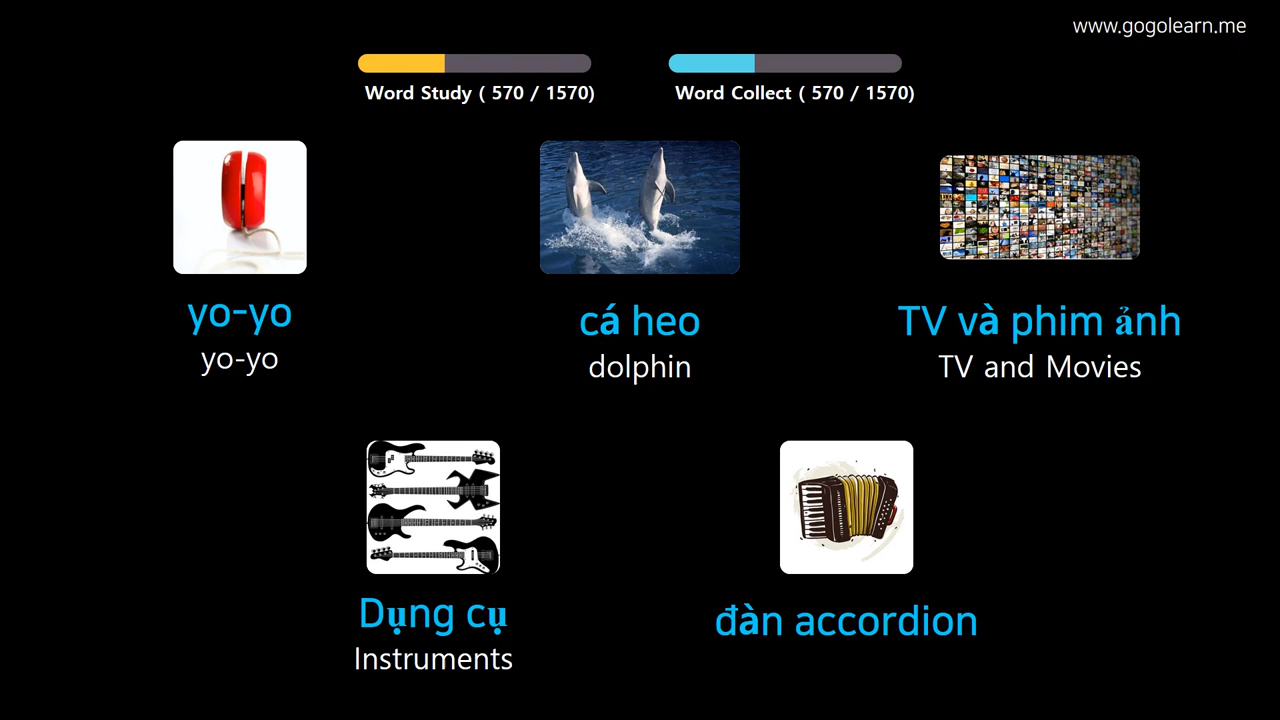 www.gogolearn.me
Word Study ( 570 / 1570)
Word Collect ( 570 / 1570)
yo-yo
yo-yo
cá heo
dolphin
TV và phim ảnh
TV and Movies
Dụng cụ
Instruments
đàn accordion